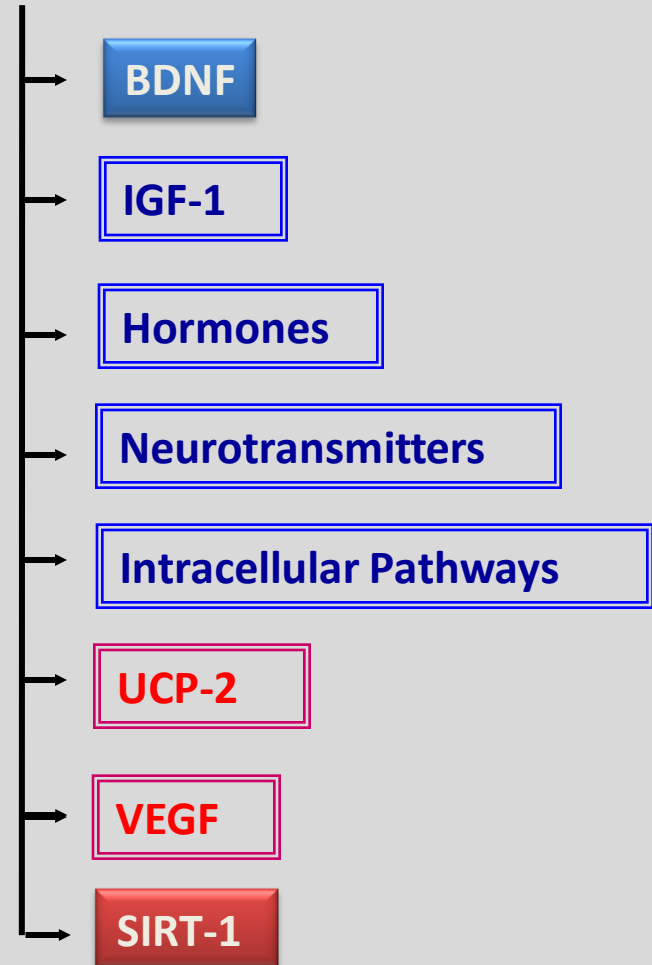 BDNF
IGF-1
Hormones
Neurotransmitters
Intracellular Pathways
UCP-2
VEGF
SIRT-1